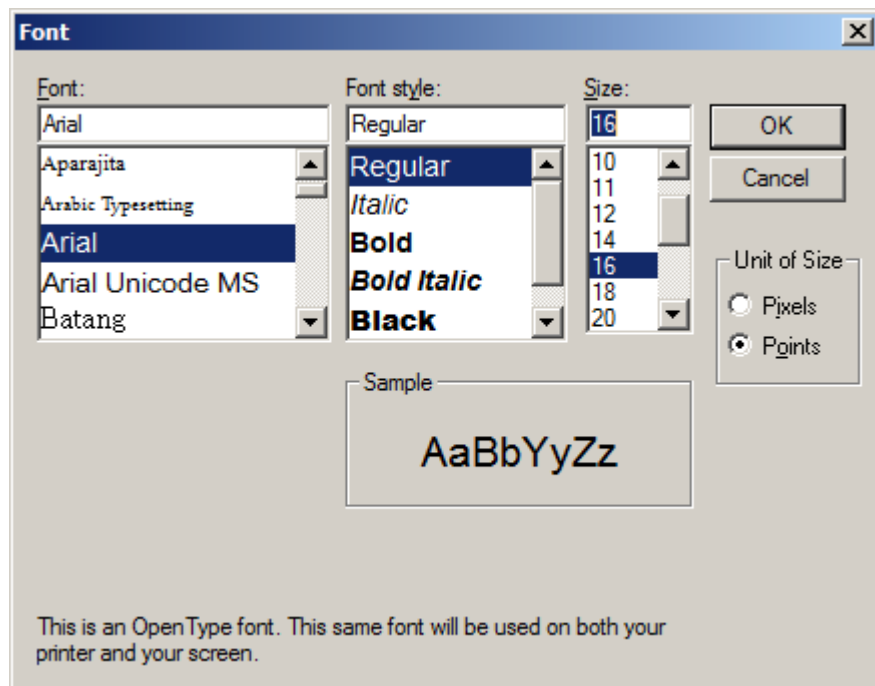 Font
Font:
Arial
Aparajita
Arabic Typesetting
Arial
Arial Unicode MS
Batang
Font style:
Regular
Regular
Italic
Bold
Bold Italic
Black
Size:
16
10
11
12
14
16
18
20
OK
Cancel
Unit of Size
Pixels
Points
Sample
AaBbYyZz
This is an OpenType font. This same font will be used on both your
printer and your screen.